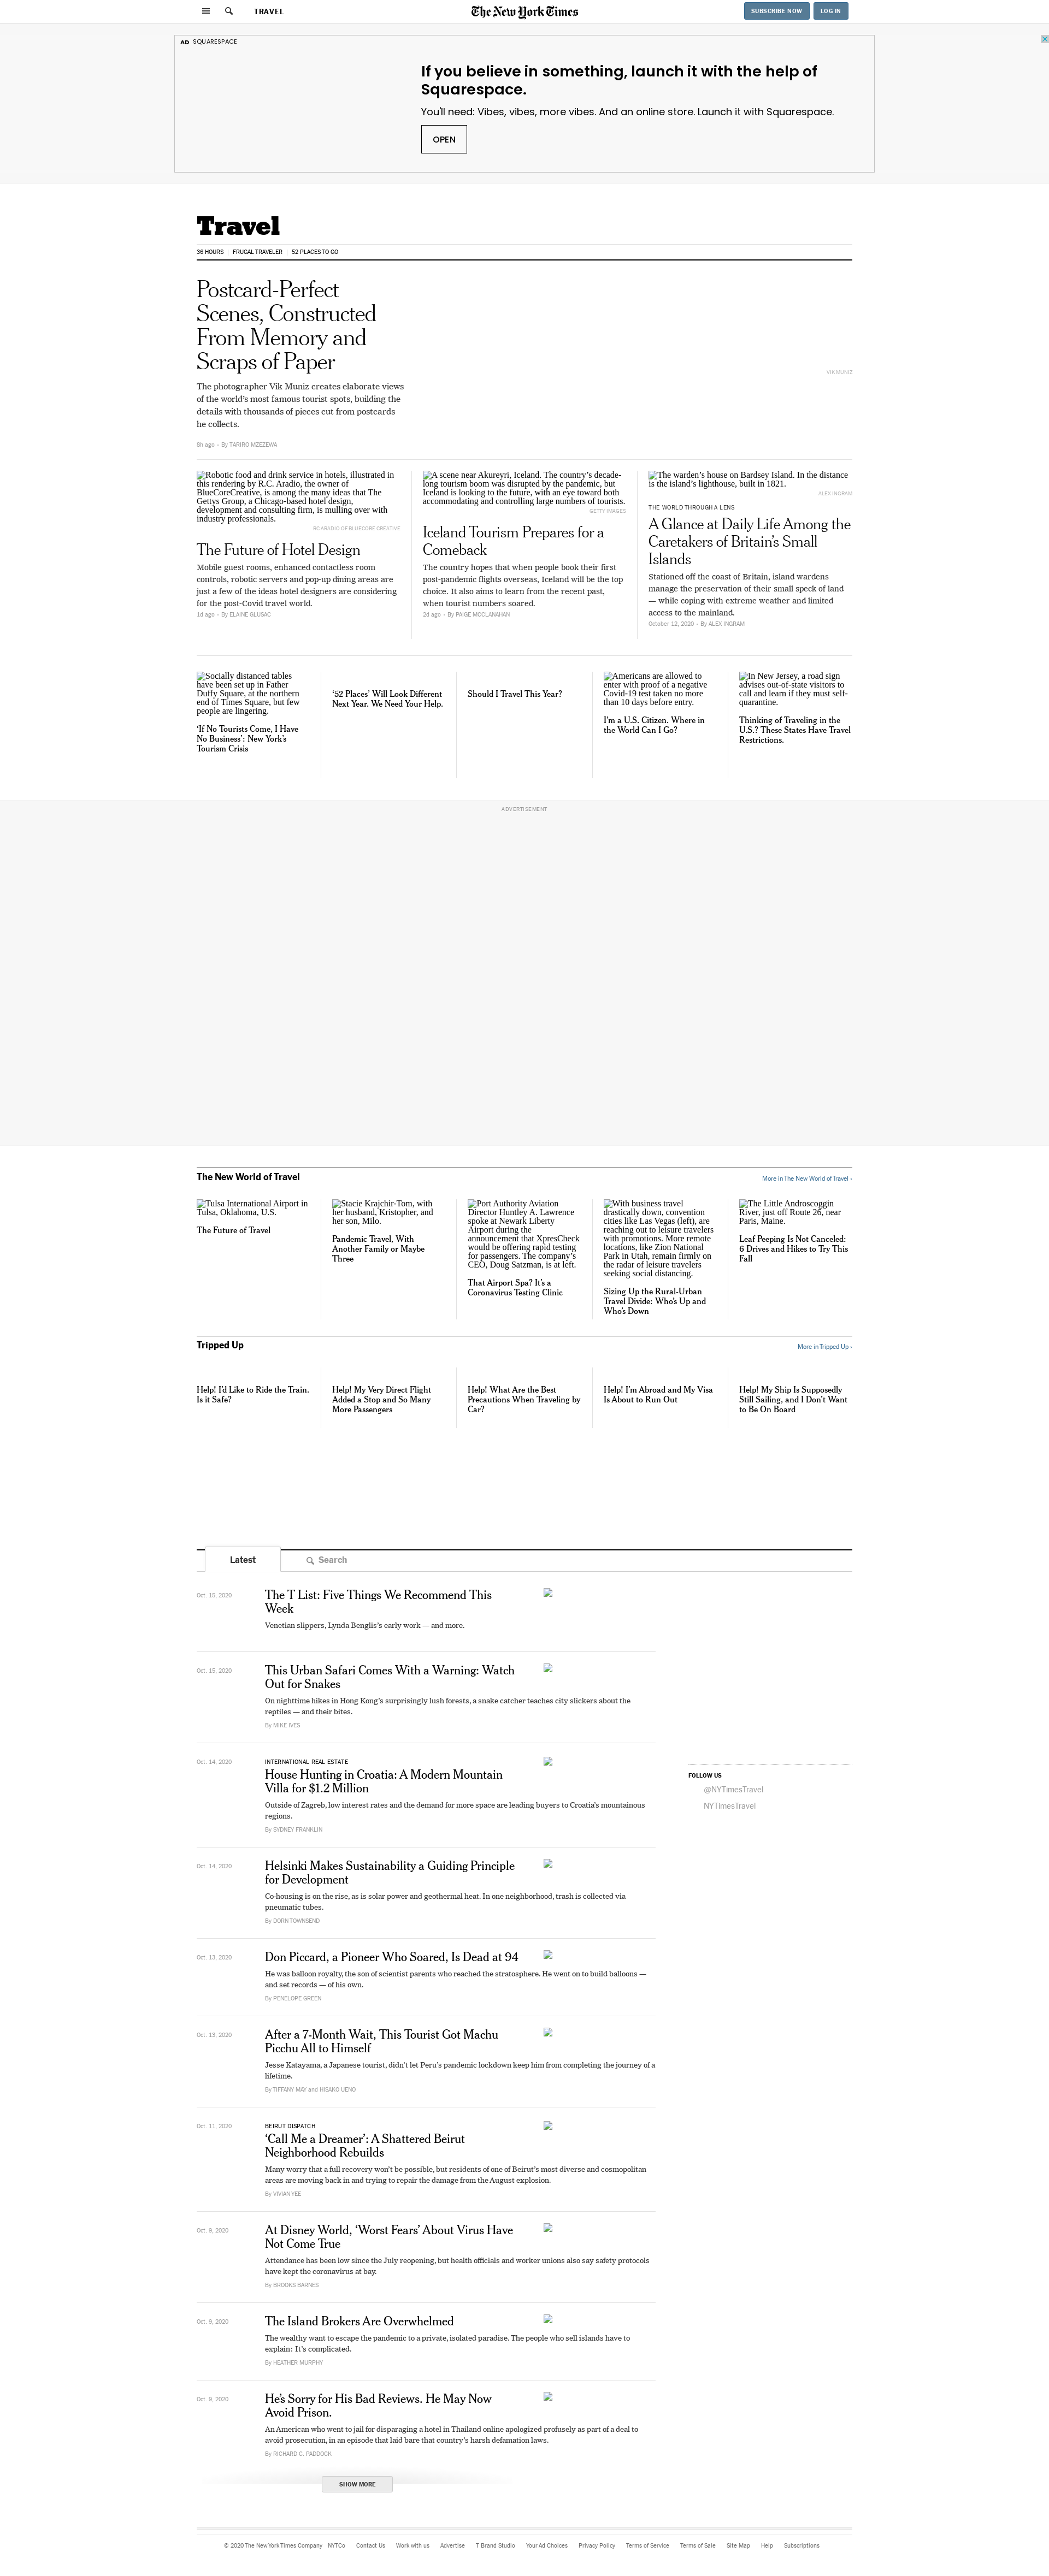 TRAVEL
The New York Times
SUBSCRIBE NOW
LOG IN
AD SQUARESPACE
If you believe in something, launch it with the help of
Squarespace.
You'll need: Vibes, vibes, more vibes. And an online store. Launch it with Squarespace.
OPEN
Travel
36 HOURS
FRUGAL TRAVELER
52 PLACES TO GO
Postcard-Perfect
Scenes, Constructed
From Memory and
Scraps of Paper
The photographer Vik Muniz creates elaborate views
of the world's most famous tourist spots, building the
details with thousands of pieces cut from postcards
he collects.
8h ago - By TARIRO MZEZEWA
VIK MUNIZ
Robotic food and drink service in hotels, illustrated in
this rendering by R.C. Aradio, the owner of
BlueCoreCreative, is among the many ideas that The
Gettys Group, a Chicago-based hotel design,
development and consulting firm, is mulling over with
industry professionals.
RC ARADIO OF BLUECORE CREATIVE
The Future of Hotel Design
Mobile guest rooms, enhanced contactless room
controls, robotic servers and pop-up dining areas are
just a few of the ideas hotel designers are considering
for the post-Covid travel world.
1d ago - By ELAINE GLUSAC
A scene near Akureyri, Iceland. The country's decade-
long tourism boom was disrupted by the pandemic, but
Iceland is looking to the future, with an eye toward both
accommodating and controlling large numbers of tourists.
GETTY IMAGES
Iceland Tourism Prepares for a
Comeback
The country hopes that when people book their first
post-pandemic flights overseas, Iceland will be the top
choice. It also aims to learn from the recent past,
when tourist numbers soared.
2d ago - By PAIGE MCCLANAHAN
The warden's house on Bardsey Island. In the distance
is the island's lighthouse, built in 1821.
ALEX INGRAM
THE WORLD THROUGH A LENS
A Glance at Daily Life Among the
Caretakers of Britain's Small
Islands
Stationed off the coast of Britain, island wardens
manage the preservation of their small speck of land
— while coping with extreme weather and limited
access to the mainland.
October 12, 2020 - By ALEX INGRAM
Socially distanced tables
have been set up in Father
Duffy Square, at the northern
end of Times Square, but few
people are lingering.
'If No Tourists Come, I Have
No Business': New York's
Tourism Crisis
'52 Places' Will Look Different
Next Year. We Need Your Help.
Should I Travel This Year?
Americans are allowed to
enter with proof of a negative
Covid-19 test taken no more
than 10 days before entry.
I'm a U.S. Citizen. Where in
the World Can I Go?
In New Jersey, a road sign
advises out-of-state visitors to
call and learn if they must self-
quarantine.
Thinking of Traveling in the
U.S.? These States Have Travel
Restrictions.
ADVERTISEMENT
The New World of Travel
More in The New World of Travel ›
Tulsa International Airport in
Tulsa, Oklahoma, U.S.
The Future of Travel
Stacie Krajchir-Tom, with
her husband, Kristopher, and
her son, Milo.
Pandemic Travel, With
Another Family or Maybe
Three
Port Authority Aviation
Director Huntley A. Lawrence
spoke at Newark Liberty
Airport during the
announcement that XpresCheck
would be offering rapid testing
for passengers. The company's
CEO, Doug Satzman, is at left.
That Airport Spa? It's a
Coronavirus Testing Clinic
With business travel
drastically down, convention
cities like Las Vegas (left), are
reaching out to leisure travelers
with promotions. More remote
locations, like Zion National
Park in Utah, remain firmly on
the radar of leisure travelers
seeking social distancing.
Sizing Up the Rural-Urban
Travel Divide: Who's Up and
Who's Down
The Little Androscoggin
River, just off Route 26, near
Paris, Maine.
Leaf Peeping Is Not Canceled:
6 Drives and Hikes to Try This
Fall
Tripped Up
More in Tripped Up ›
Help! I'd Like to Ride the Train.
Is it Safe?
Help! My Very Direct Flight
Added a Stop and So Many
More Passengers
Help! What Are the Best
Precautions When Traveling by
Car?
Help! I'm Abroad and My Visa
Is About to Run Out
Help! My Ship Is Supposedly
Still Sailing, and I Don't Want
to Be On Board
Latest
Search
Oct. 15, 2020
The T List: Five Things We Recommend This
Week
Venetian slippers, Lynda Benglis's early work — and more.
Oct. 15, 2020
This Urban Safari Comes With a Warning: Watch
Out for Snakes
On nighttime hikes in Hong Kong's surprisingly lush forests, a snake catcher teaches city slickers about the
reptiles — and their bites.
By MIKE IVES
Oct. 14, 2020
INTERNATIONAL REAL ESTATE
House Hunting in Croatia: A Modern Mountain
Villa for $1.2 Million
Outside of Zagreb, low interest rates and the demand for more space are leading buyers to Croatia's mountainous
regions.
By SYDNEY FRANKLIN
FOLLOW US
@NYTimesTravel
NYTimesTravel
Oct. 14, 2020
Helsinki Makes Sustainability a Guiding Principle
for Development
Co-housing is on the rise, as is solar power and geothermal heat. In one neighborhood, trash is collected via
pneumatic tubes.
By DORN TOWNSEND
Oct. 13, 2020
Don Piccard, a Pioneer Who Soared, Is Dead at 94
He was balloon royalty, the son of scientist parents who reached the stratosphere. He went on to build balloons —
and set records — of his own.
By PENELOPE GREEN
Oct. 13, 2020
After a 7-Month Wait, This Tourist Got Machu
Picchu All to Himself
Jesse Katayama, a Japanese tourist, didn't let Peru's pandemic lockdown keep him from completing the journey of a
lifetime.
By TIFFANY MAY and HISAKO UENO
Oct. 11, 2020
BEIRUT DISPATCH
'Call Me a Dreamer': A Shattered Beirut
Neighborhood Rebuilds
Many worry that a full recovery won't be possible, but residents of one of Beirut's most diverse and cosmopolitan
areas are moving back in and trying to repair the damage from the August explosion.
By VIVIAN YEE
Oct. 9, 2020
At Disney World, 'Worst Fears' About Virus Have
Not Come True
Attendance has been low since the July reopening, but health officials and worker unions also say safety protocols
have kept the coronavirus at bay.
By BROOKS BARNES
Oct. 9, 2020
The Island Brokers Are Overwhelmed
The wealthy want to escape the pandemic to a private, isolated paradise. The people who sell islands have to
explain: It's complicated.
By HEATHER MURPHY
Oct. 9, 2020
He's Sorry for His Bad Reviews. He May Now
Avoid Prison.
An American who went to jail for disparaging a hotel in Thailand online apologized profusely as part of a deal to
avoid prosecution, in an episode that laid bare that country's harsh defamation laws.
By RICHARD C. PADDOCK
SHOW MORE
© 2020 The New York Times Company NYTCo Contact Us Work with us Advertise T Brand Studio Your Ad Choices Privacy Policy Terms of Service Terms of Sale Site Map Help Subscriptions